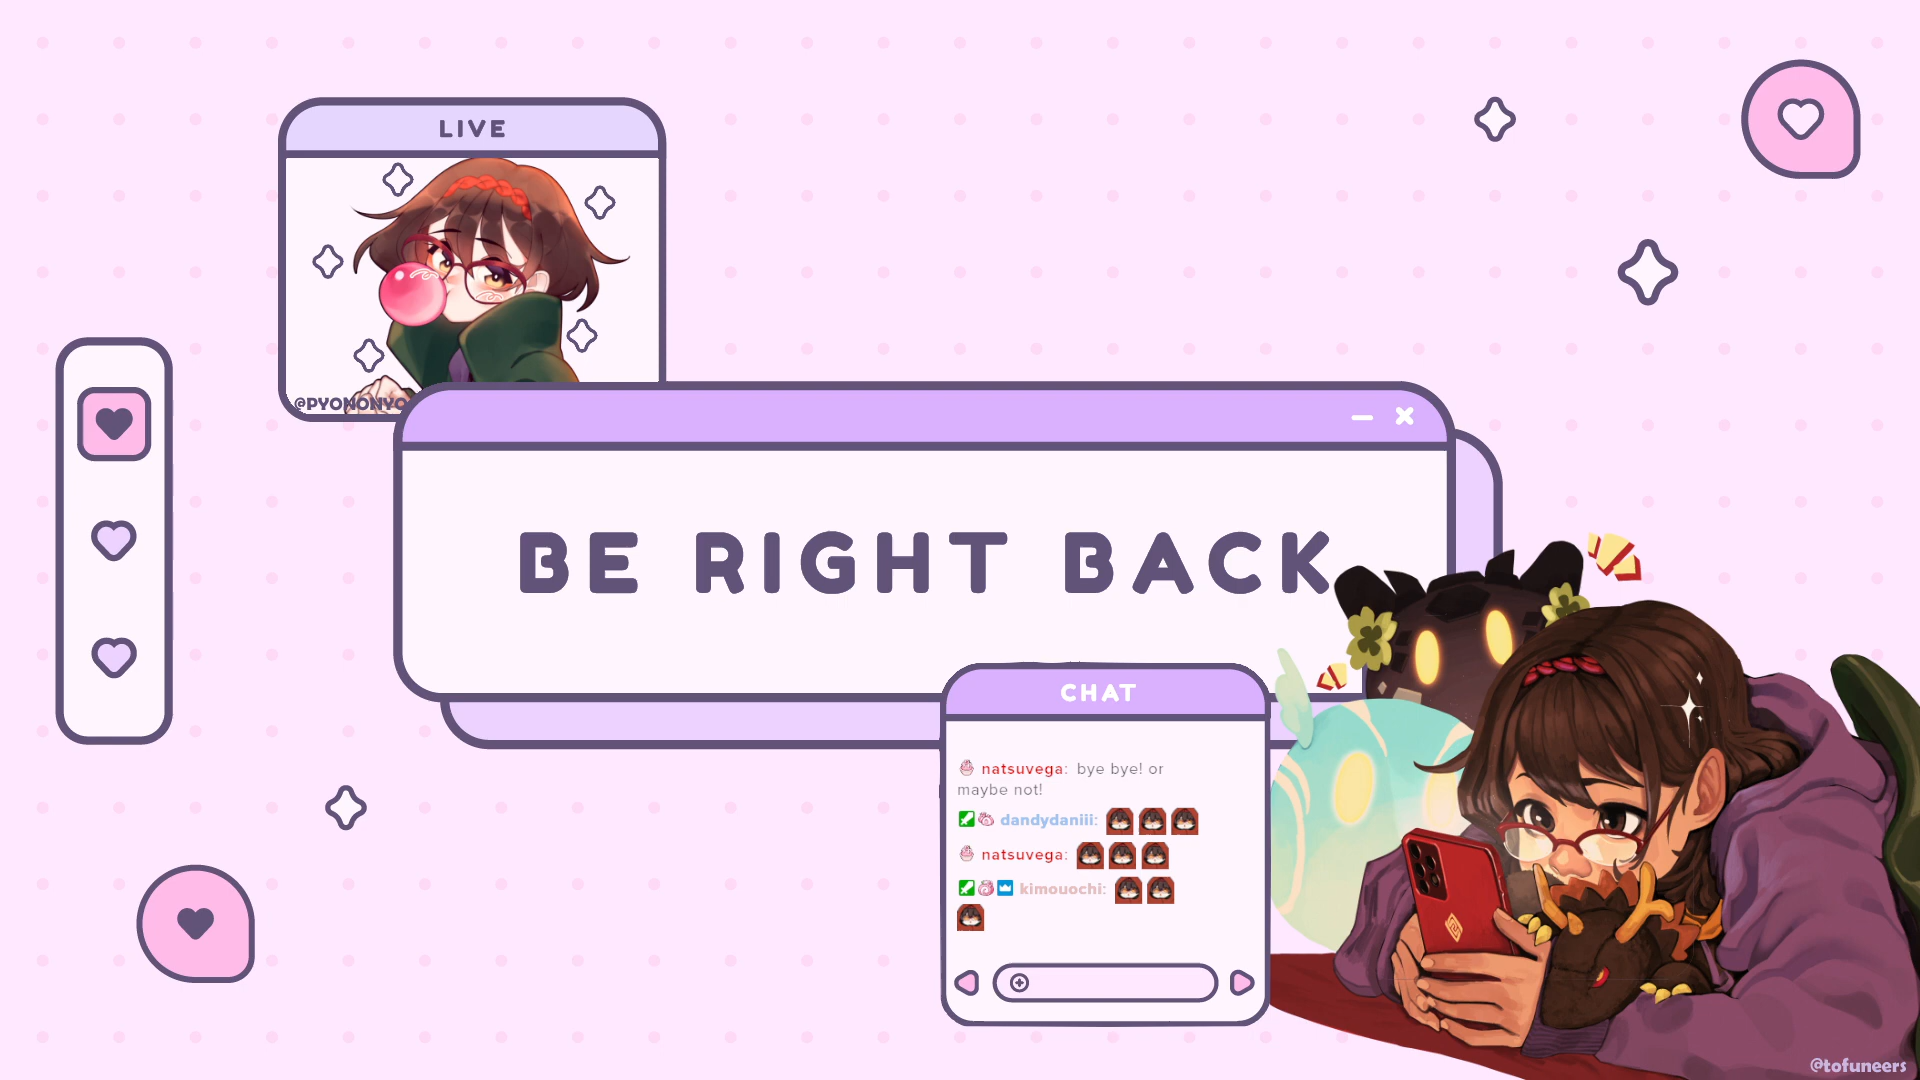 LIVE
@PYONONYO
BE RIGHT BACK
CHAT
natsuvega: bye bye! or
maybe not!
dandydaniii:
natsuvega:
kimouochi:
@tofuneers